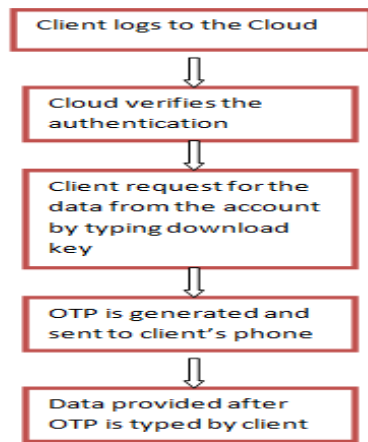 Client logs to the Cloud
Cloud verifies the
authentication
Client request for the
data from the account
by typing download
key
OTP is generated and
sent to client's phone
Data provided after
OTP is typed by client